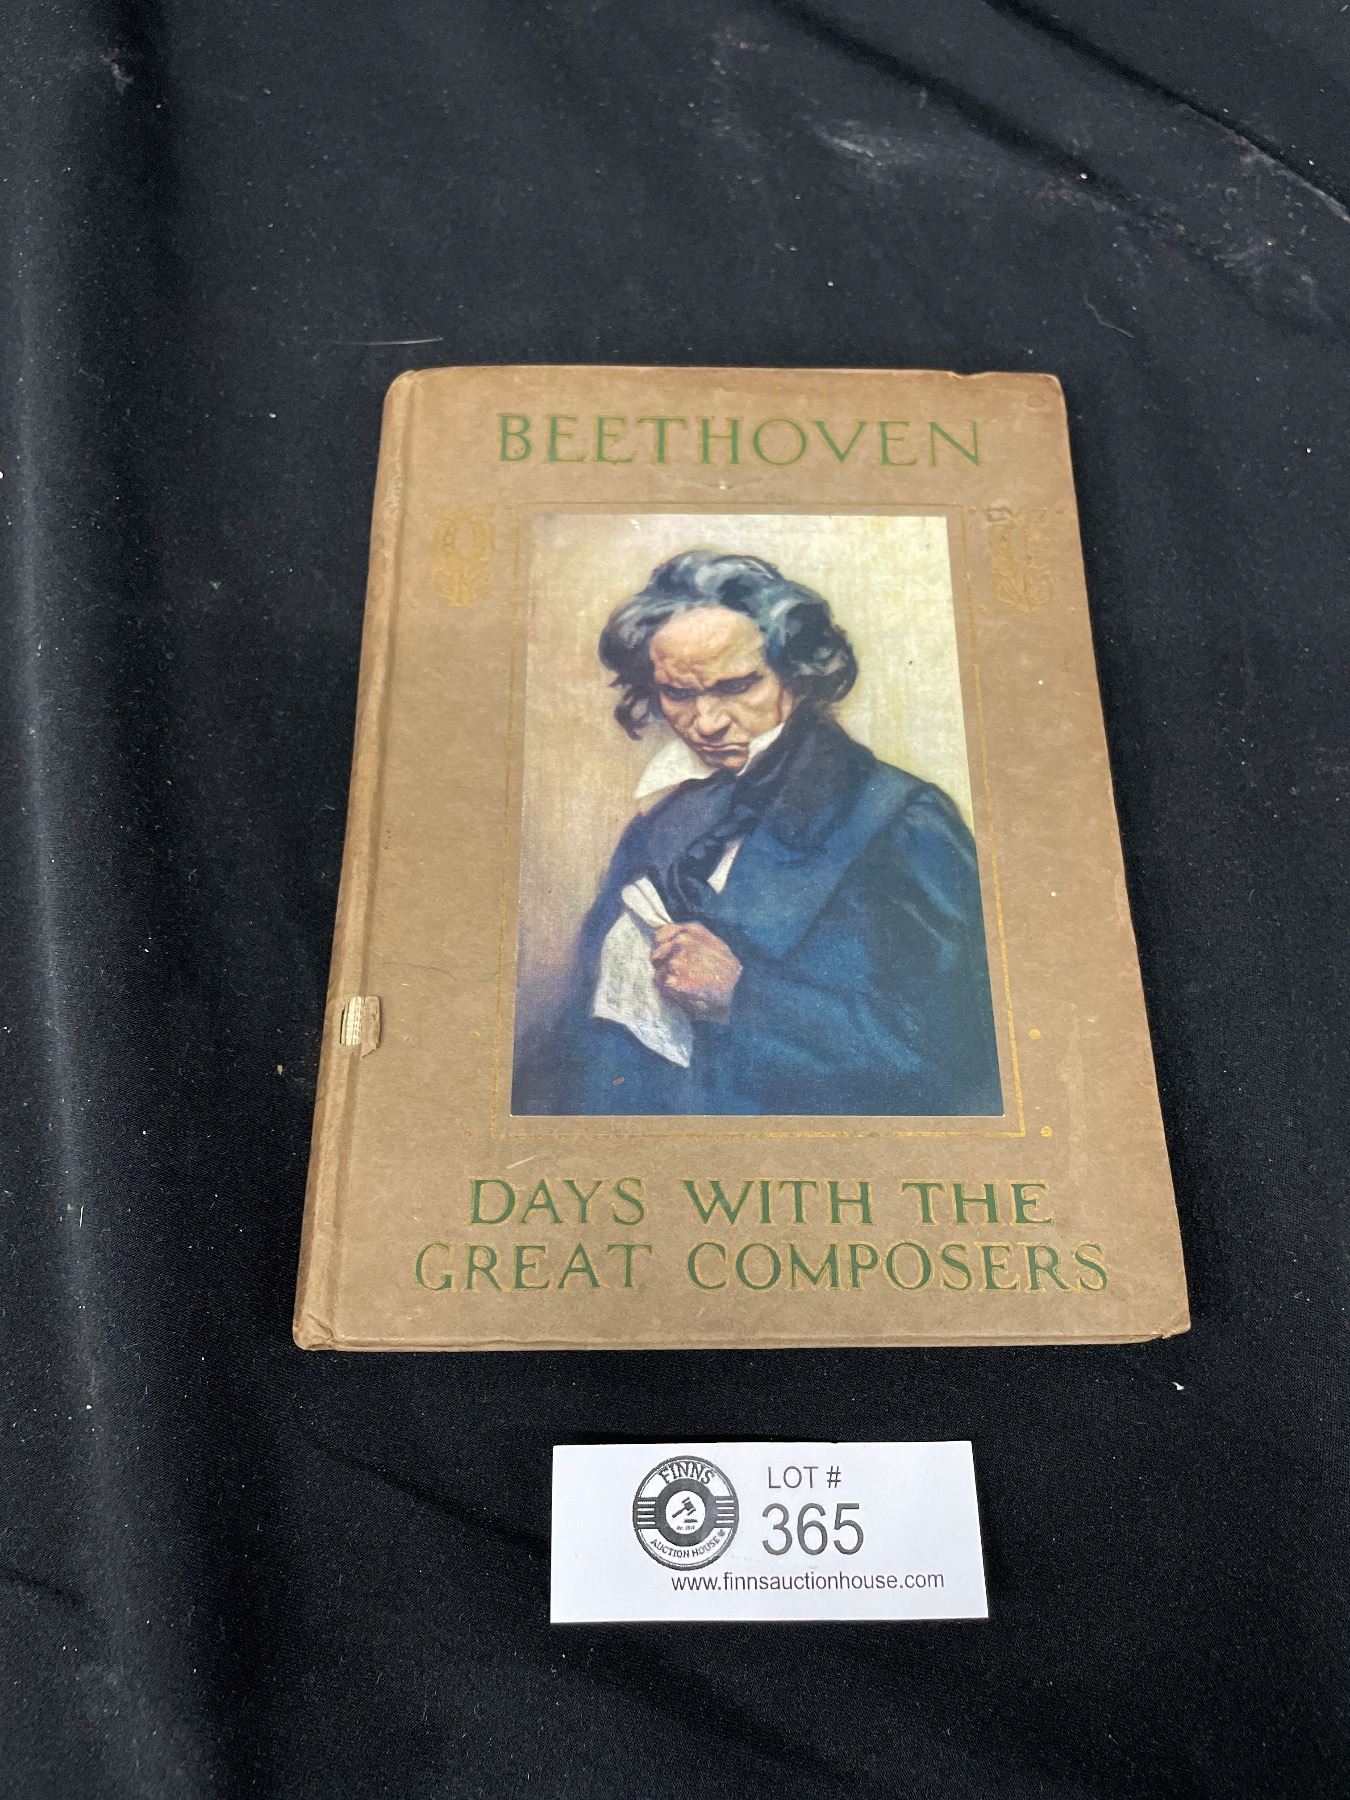 BEETHOVEN
DAYS WITH THE
GREAT COMPOSERS
FINNS
AUCTION HOUSE
LOT #
365
www.finnsauctionhouse.com